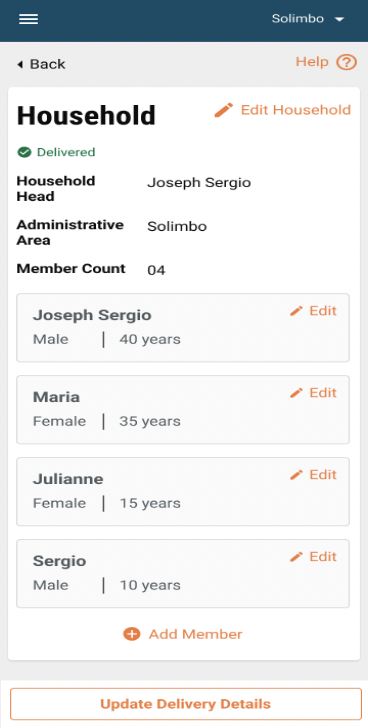 Solimbo
Back
Help
Household
Edit Household
Delivered
Household Head
Joseph Sergio
Administrative Area
Solimbo
Member Count
04
Joseph Sergio
Edit
Male | 40 years
Maria
Edit
Female | 35 years
Julianne
Edit
Female | 15 years
Sergio
Edit
Male | 10 years
Add Member
Update Delivery Details